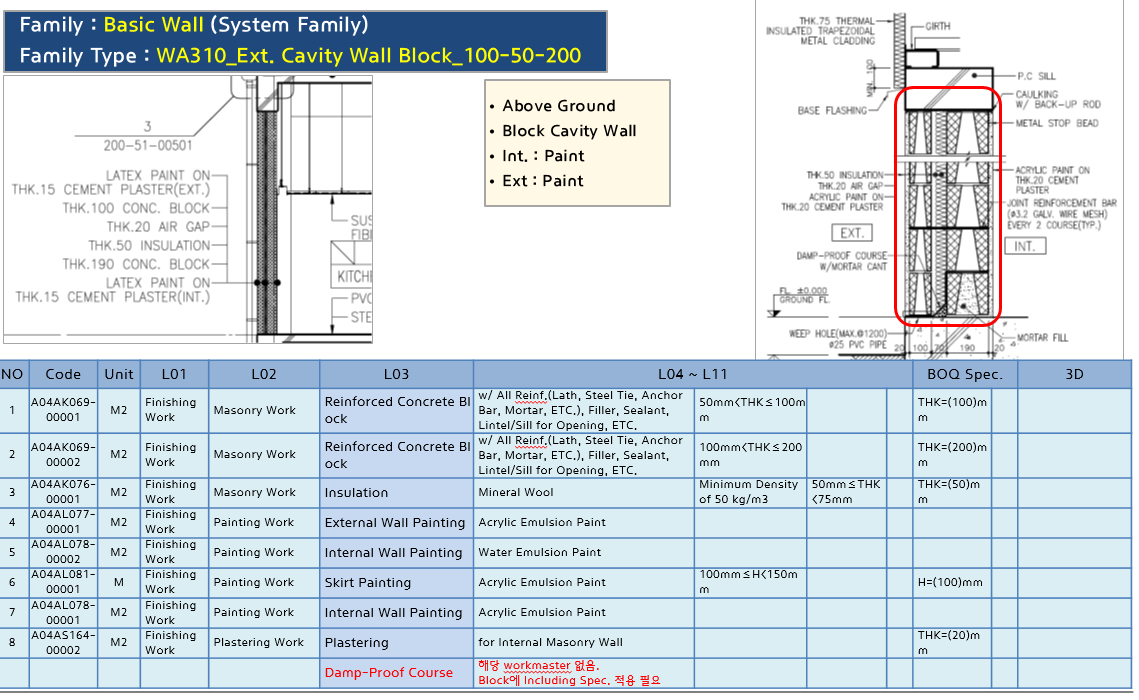 Family : Basic Wall (System Family)
Family Type : WA310_Ext. Cavity Wall Block_100-50-200
3
200-51-00501
LATEX PAINT ON
THK.15 CEMENT PLASTER(EXT.)
THK.100 CONC. BLOCK
THK.20 AIR GAP
THK.50 INSULATION
THK.190 CONC. BLOCK
LATEX PAINT ON
THK.15 CEMENT PLASTER(INT.)
SUS
FIB
KITCH
PVC
STE
• Above Ground
• Block Cavity Wall
• Int. : Paint
• Ext : Paint
THK.75 THERMAL
INSULATED TRAPEZOIDAL
METAL CLADDING
GIRTH
MIN. 100
P.C SILL
BASE FLASHING
CAULKING
W/ BACK-UP ROD
METAL STOP BEAD
THK.50 INSULATION
THK.20 AIR GAP
ACRYLIC PAINT ON
THK.20 CEMENT PLASTER
ACRYLIC PAINT ON
THK.20 CEMENT
PLASTER
JOINT REINFORCEMENT BAR
(ø3.2 GALV. WIRE MESH)
EVERY 2 COURSE(TYP.)
EXT.
INT.
DAMP-PROOF COURSE
W/MORTAR CANT
FL. ±0.000
GROUND FL.
WEEP HOLE(MAX.@1200)
ø25 PVC PIPE
MORTAR FILL
20 100 70 190 20
NO Code Unit L01 L02 L03 L04 ~ L11 BOQ Spec. 3D
1 A04AK069-00001 M2 Finishing Work Masonry Work Reinforced Concrete Block w/ All Reinf.(Lath, Steel Tie, Anchor Bar, Mortar, ETC.), Filler, Sealant, Lintel/Sill for Opening, ETC. 50mm<THK≤100mm THK=(100)mm
2 A04AK069-00002 M2 Finishing Work Masonry Work Reinforced Concrete Block w/ All Reinf.(Lath, Steel Tie, Anchor Bar, Mortar, ETC.), Filler, Sealant, Lintel/Sill for Opening, ETC. 100mm<THK≤200mm THK=(200)mm
3 A04AK076-00001 M2 Finishing Work Masonry Work Insulation Mineral Wool Minimum Density of 50 kg/m3 50mm≤THK<75mm THK=(50)mm
4 A04AL077-00001 M2 Finishing Work Painting Work External Wall Painting Acrylic Emulsion Paint
5 A04AL078-00002 M2 Finishing Work Painting Work Internal Wall Painting Water Emulsion Paint
6 A04AL081-00001 M Finishing Work Painting Work Skirt Painting Acrylic Emulsion Paint 100mm≤H<150mm H=(100)mm
7 A04AL078-00001 M2 Finishing Work Painting Work Internal Wall Painting Acrylic Emulsion Paint
8 A04AS164-00002 M2 Finishing Work Plastering Work Plastering for Internal Masonry Wall THK=(20)mm
Damp-Proof Course 해당 workmaster 없음.
Block에 Including Spec. 적용 필요